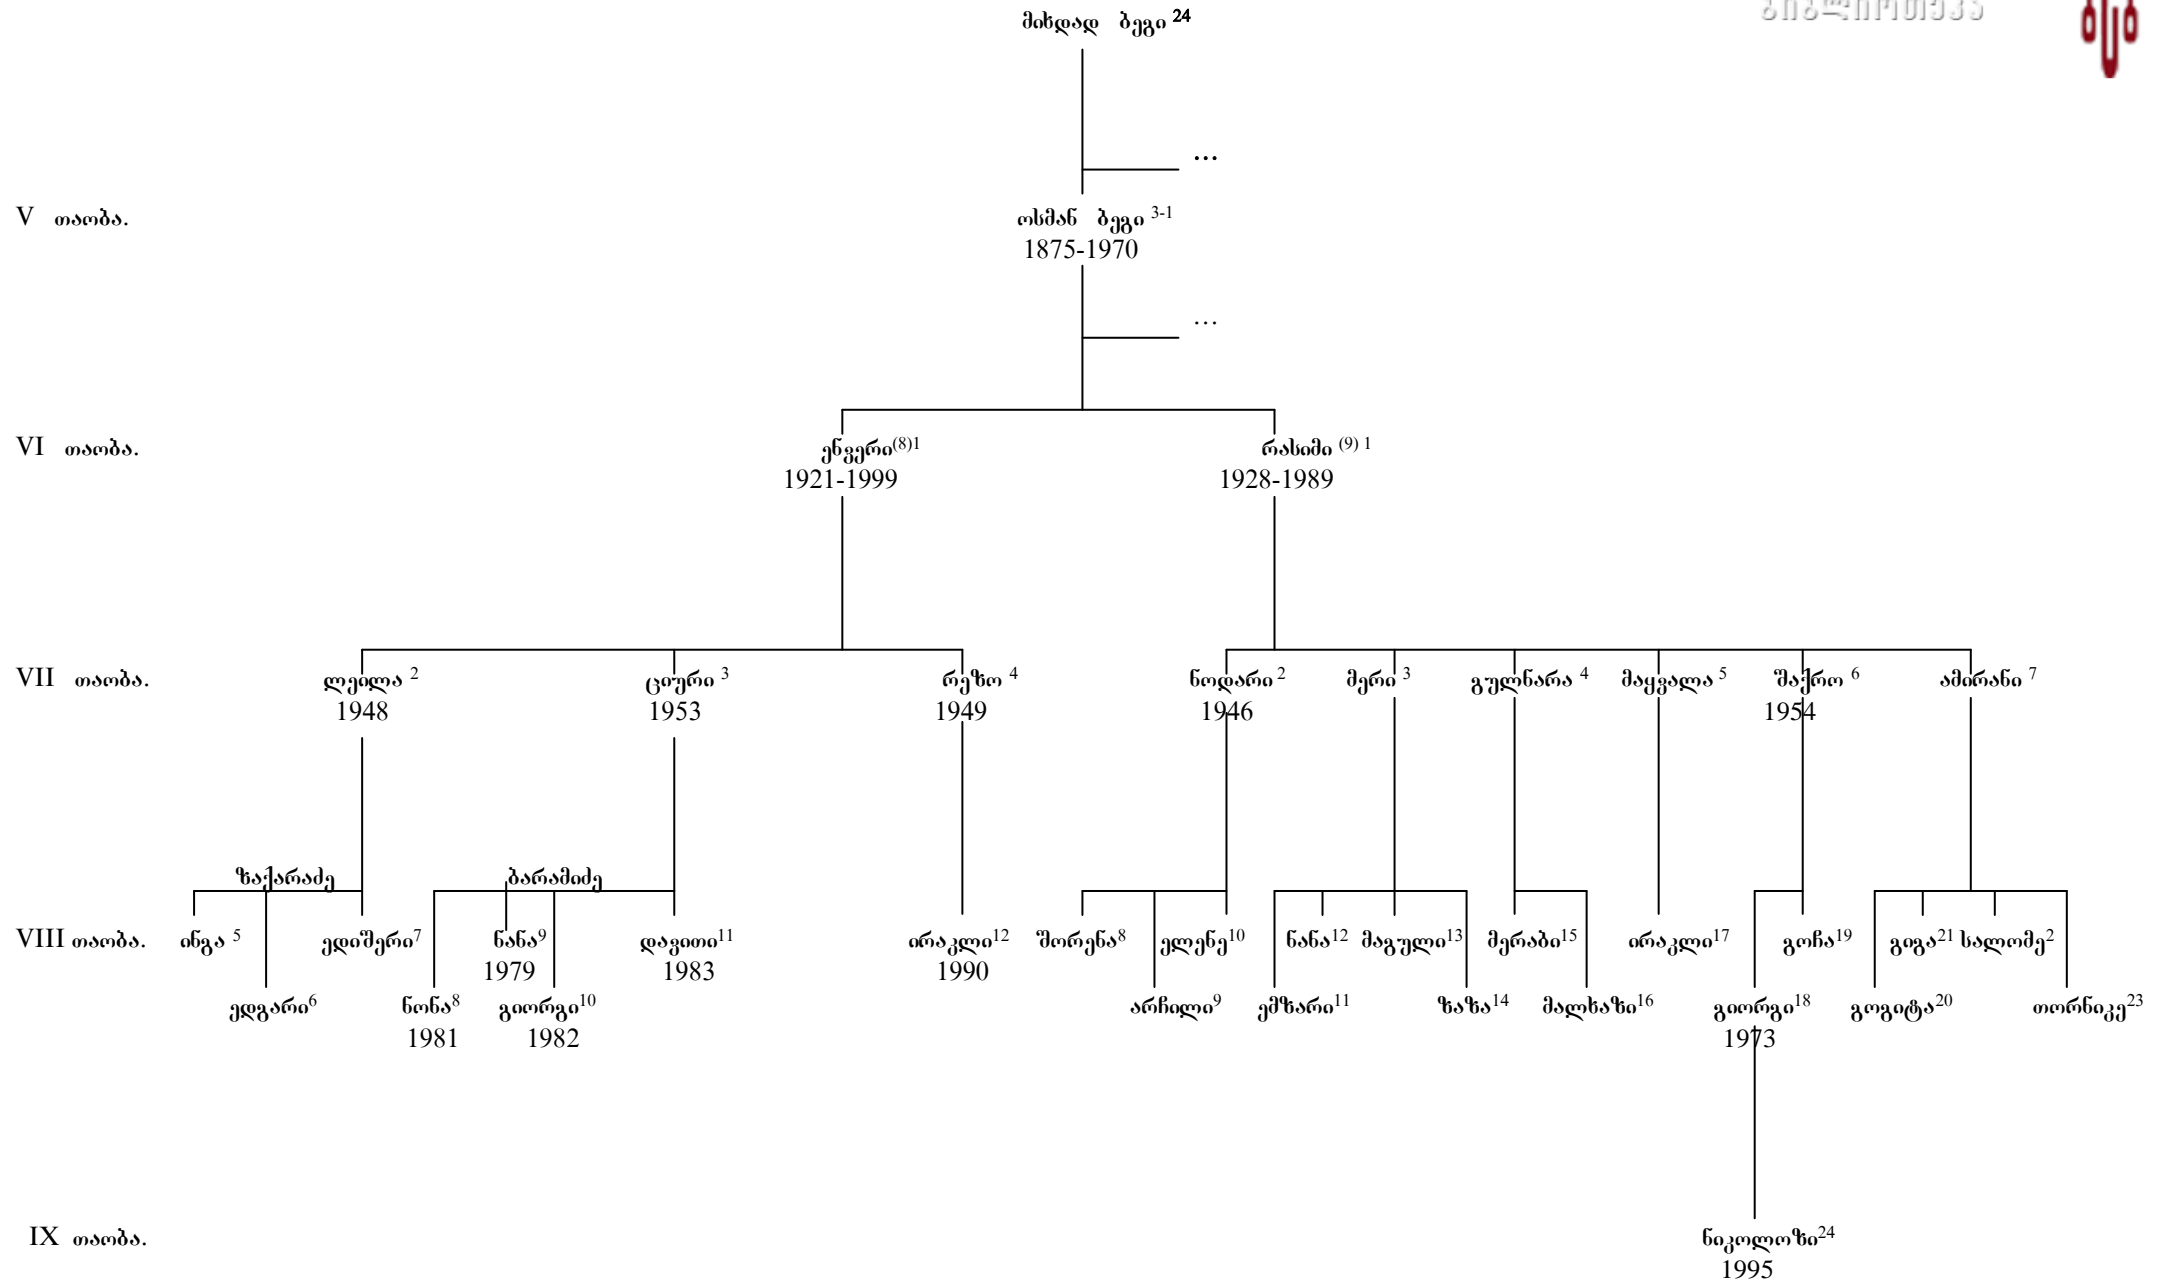 მიხდად ბეგი 24
ბიბლიოთეკა
...
V თაობა.
ოსმან ბეგი 3-1
1875-1970
...
VI თაობა.
ენვერი(8)1
რასიმი (9) 1
1921-1999
1928-1989
VII თაობა.
ლეილა 2
ციური 3
რეზო 4
ნოდარი 2
მერი 3
გულნარა 4
მაყვალა 5
შაქრო 6
ამირანი 7
1948
1953
1949
1946
1954
ზაქარაძე
ბარამიძე
VIII თაობა.
ინგა 5
ედიშერი7
ნანა9
დავითი11
ირაკლი12
შორენა8
ელენე10
ნანა12
მაგული13
მერაბი15
ირაკლი17
გოჩა19
გიგა21
სალომე2
1979
1983
1990
ედგარი6
ნონა8
გიორგი10
არჩილი9
ემზარი11
ზაზა14
მალხაზი16
გიორგი18
გოგიტა20
თორნიკე23
1981
1982
1973
IX თაობა.
ნიკოლოზი24
1995